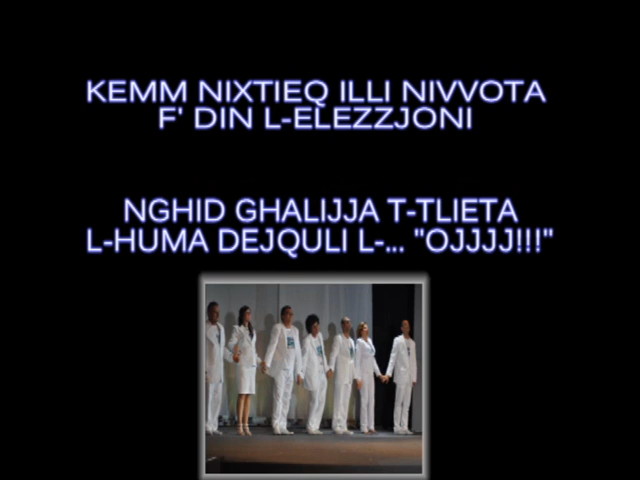 KEMM NIXTIEQ ILLI NIVVOTA
F' DIN L-ELEZZJONI
NGHID GHALIJJA T-TLIETA
L-HUMA DEJQULI L-... "OJJJJ!!!"